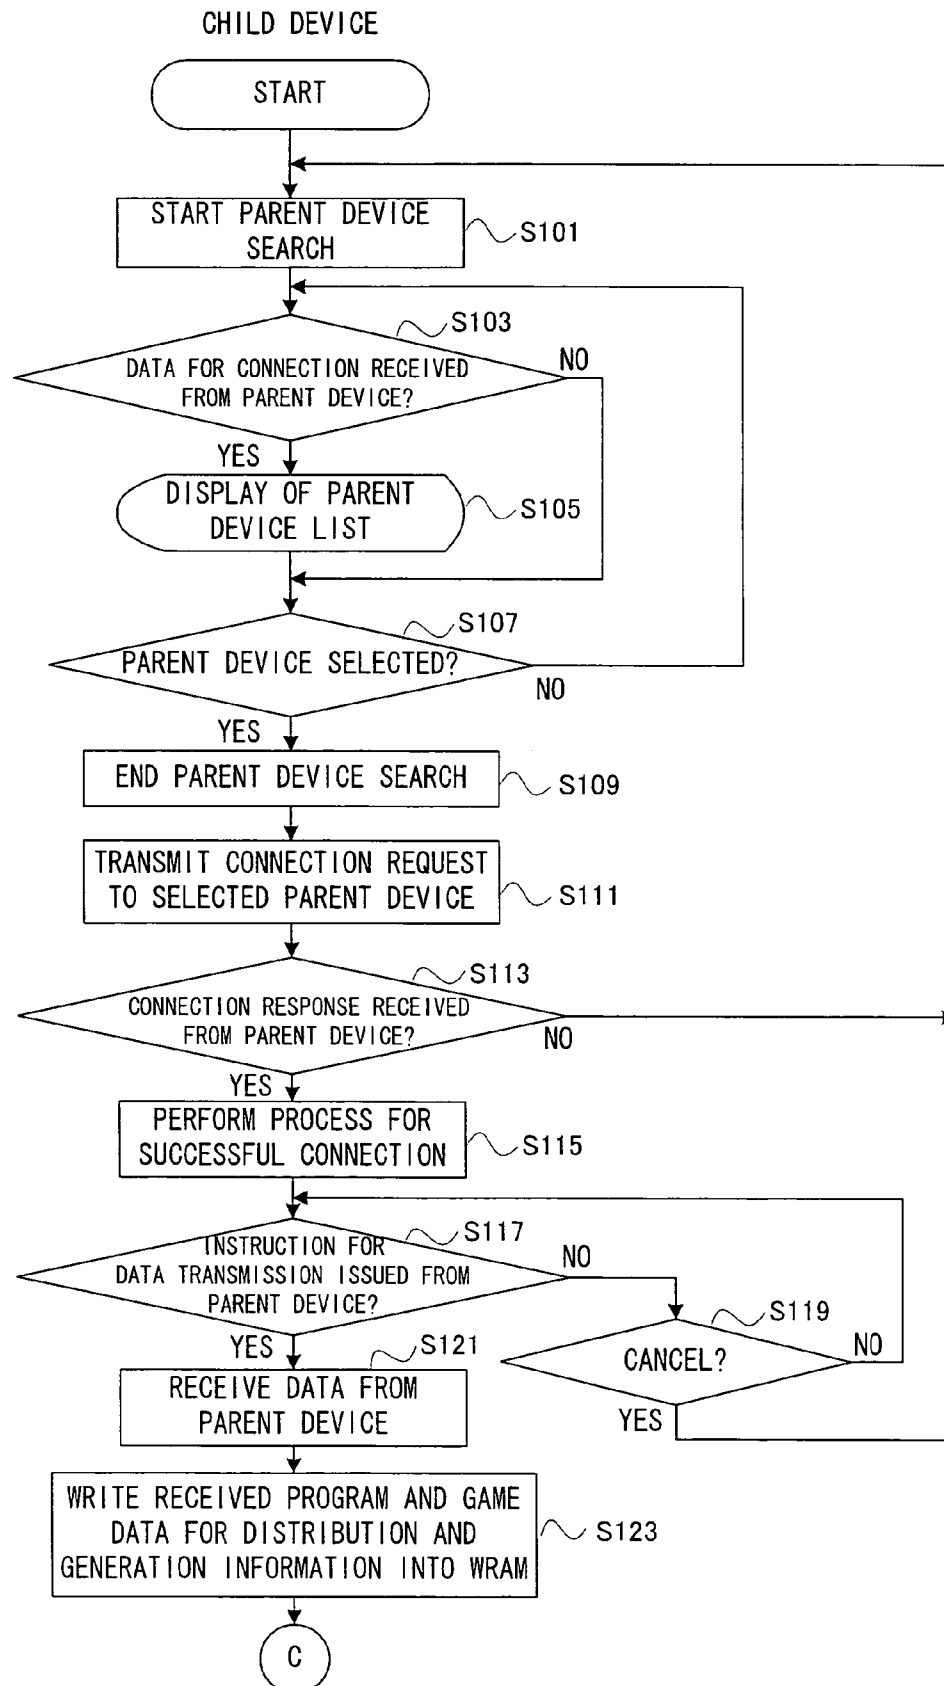 CHILD DEVICE
START
START PARENT DEVICE
SEARCH
S101
S103
DATA FOR CONNECTION RECEIVED
FROM PARENT DEVICE?
NO
YES
DISPLAY OF PARENT
DEVICE LIST
S105
S107
PARENT DEVICE SELECTED?
NO
YES
END PARENT DEVICE SEARCH
S109
TRANSMIT CONNECTION REQUEST
TO SELECTED PARENT DEVICE
S111
S113
CONNECTION RESPONSE RECEIVED
FROM PARENT DEVICE?
NO
YES
PERFORM PROCESS FOR
SUCCESSFUL CONNECTION
S115
S117
INSTRUCTION FOR
DATA TRANSMISSION ISSUED FROM
PARENT DEVICE?
NO
YES
S119
CANCEL?
NO
YES
S121
RECEIVE DATA FROM
PARENT DEVICE
WRITE RECEIVED PROGRAM AND GAME
DATA FOR DISTRIBUTION AND
GENERATION INFORMATION INTO WRAM
S123
C